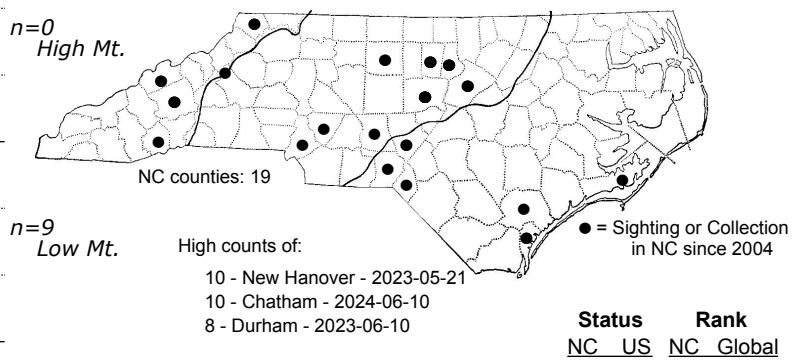 n=0
High Mt.
NC counties: 19
n=9
Low Mt.
● = Sighting or Collection
in NC since 2004
High counts of:
10 - New Hanover - 2023-05-21
10 - Chatham - 2024-06-10
8 - Durham - 2023-06-10
Status Rank
NC US NC Global